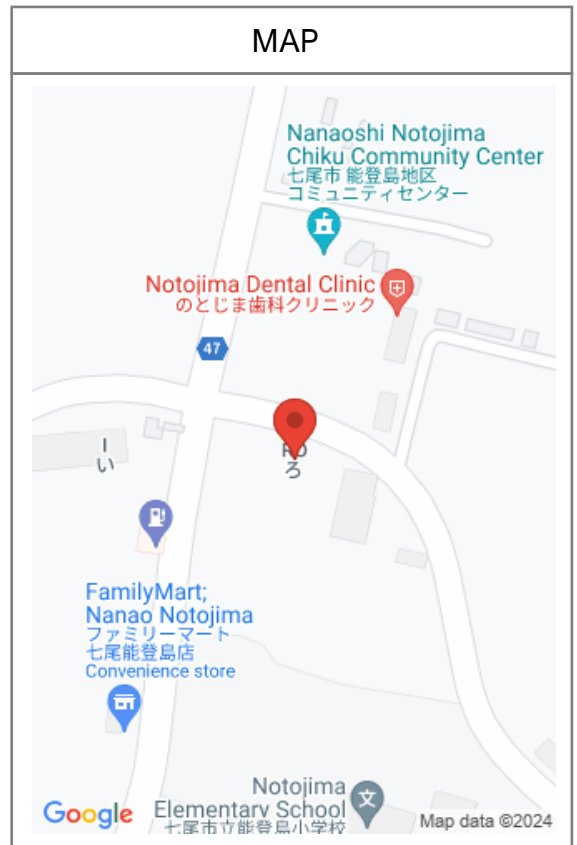 MAP
Nanaoshi Notojima
Chiku Community Center
七尾市 能登島地区
コミュニティセンター
Notojima Dental Clinic
のとじま歯科クリニック
47
I
い
RO
ろ
FamilyMart;
Nanao Notojima
ファミリーマート
七尾能登島店
Convenience store
Notojima
Elementary School
七尾市立能登島小学校
文
Google
Map data ©2024